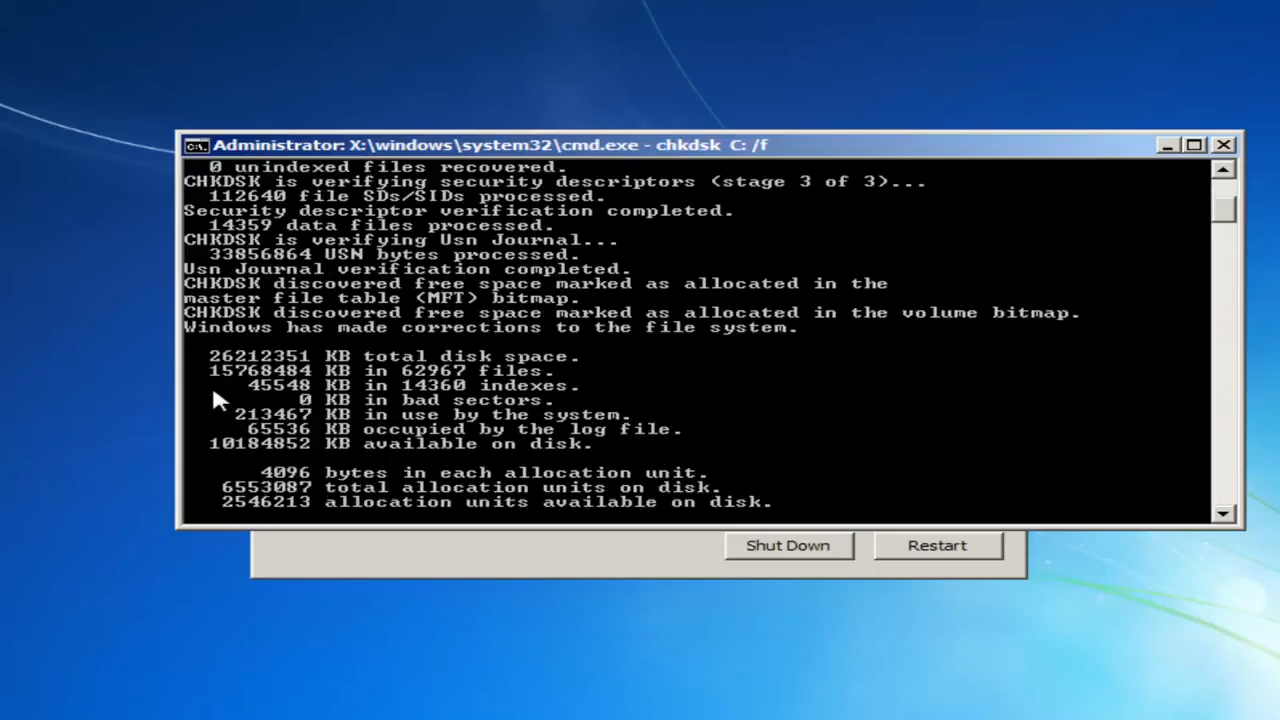 Administrator: X:\windows\system32\cmd.exe - chkdsk C: /f
0 unindexed files recovered.
CHKDSK is verifying security descriptors (stage 3 of 3)...
112640 file SDs/SIDs processed.
Security descriptor verification completed.
14359 data files processed.
CHKDSK is verifying Usn Journal...
33856864 USN bytes processed.
Usn Journal verification completed.
CHKDSK discovered free space marked as allocated in the
master file table (MFT) bitmap.
CHKDSK discovered free space marked as allocated in the volume bitmap.
Windows has made corrections to the file system.
26212351 KB total disk space.
15768484 KB in 62967 files.
45548 KB in 14360 indexes.
0 KB in bad sectors.
213467 KB in use by the system.
65536 KB occupied by the log file.
10184852 KB available on disk.
4096 bytes in each allocation unit.
6553087 total allocation units on disk.
2546213 allocation units available on disk.
Shut Down Restart